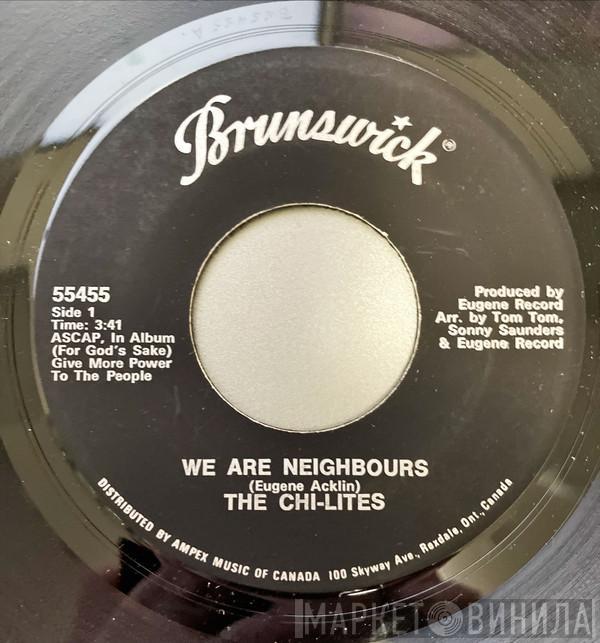 Brunswick®
55455
Side 1
Time: 3:41
ASCAP, In Album
(For God's Sake)
Give More Power
To The People
Produced by
Eugene Record
Arr. by Tom Tom,
Sonny Saunders
& Eugene Record
WE ARE NEIGHBOURS
(Eugene Acklin)
THE CHI-LITES
DISTRIBUTED BY AMPEX MUSIC OF CANADA 100 Skyway Ave., Rexdale, Ont., Canada
МАРКЕТ ВИНИЛА